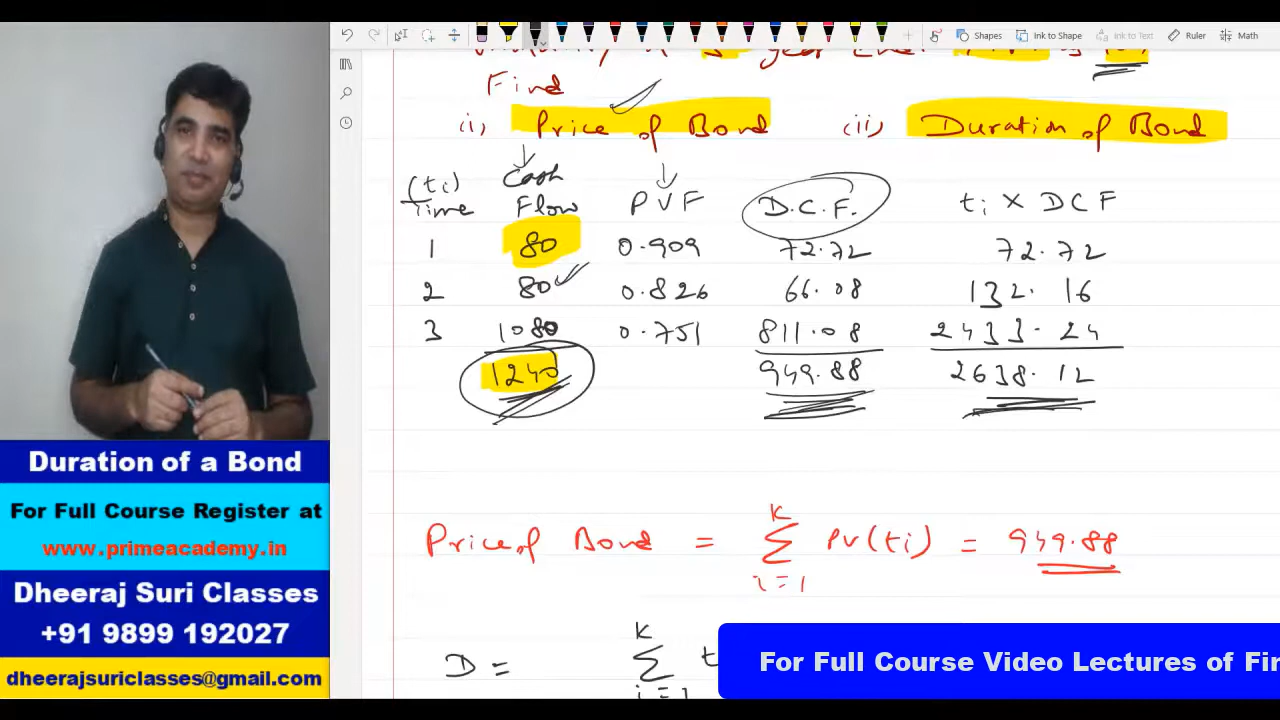 Shapes
Ink to Shape
Ink to Text
Ruler
Math
Find
(i) Price of Bond (ii) Duration of Bond
(ti) Time Cash Flow PVF D.C.F. ti X DCF
1 80 0.909 72.72 72.72
2 80 0.826 66.08 132.16
3 1080 0.751 811.08 2433.24
1240 949.88 2638.12
Price of Bond = K Σ i=1 PV(ti) = 949.88
D = K Σ i=1 t
Duration of a Bond
For Full Course Register at
www.primeacademy.in
Dheeraj Suri Classes
+91 9899 192027
dheerajsuriclasses@gmail.com
For Full Course Video Lectures of Fin